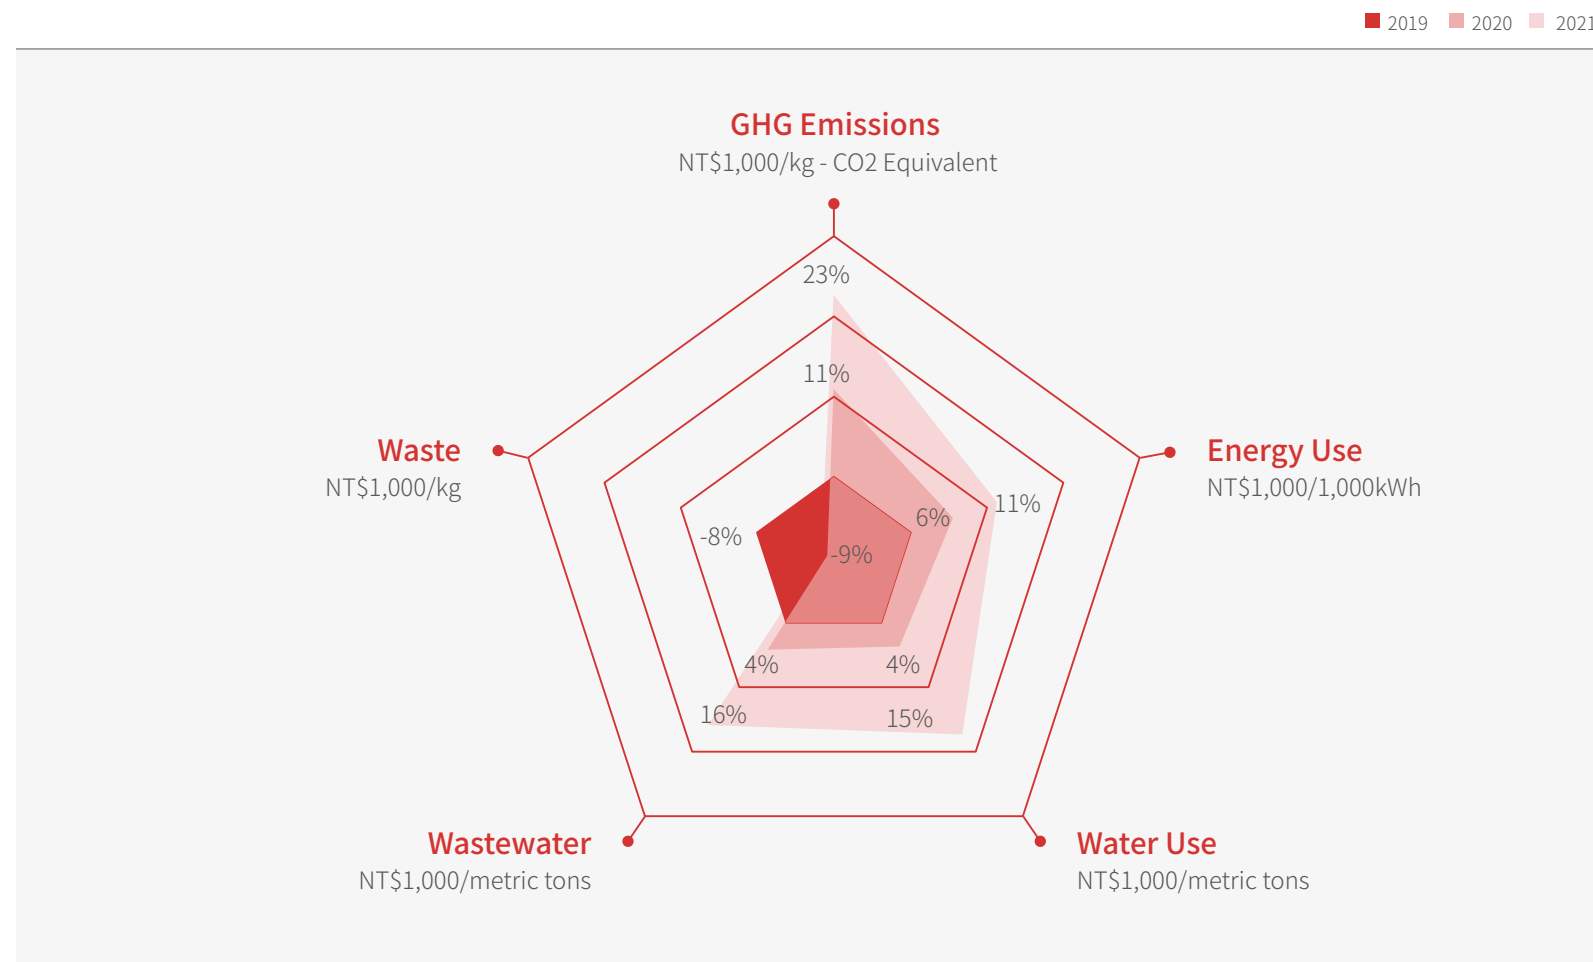 2019 2020 2021
GHG Emissions
NT$1,000/kg - CO2 Equivalent
23%
11%
Waste
NT$1,000/kg
Energy Use
NT$1,000/1,000kWh
11%
6%
-8%
-9%
4%
4%
16%
15%
Wastewater
NT$1,000/metric tons
Water Use
NT$1,000/metric tons